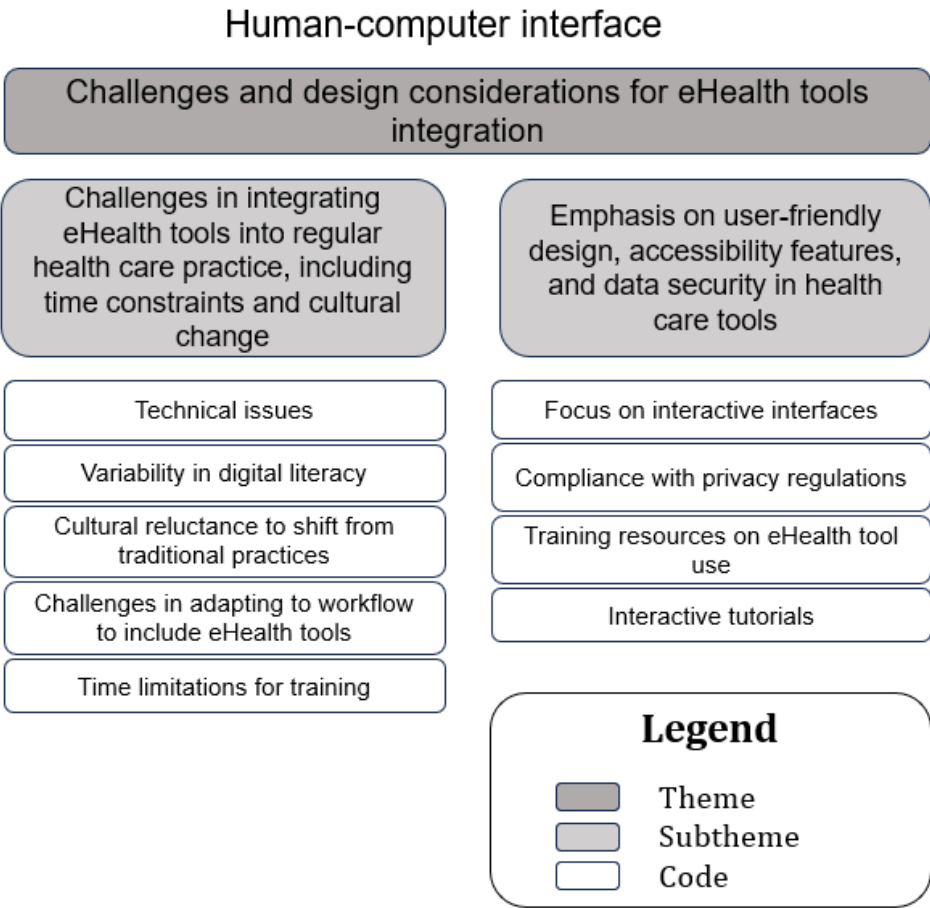 Human-computer interface
Challenges and design considerations for eHealth tools
integration
Challenges in integrating
eHealth tools into regular
health care practice, including
time constraints and cultural
change
Technical issues
Variability in digital literacy
Cultural reluctance to shift from
traditional practices
Challenges in adapting to workflow
to include eHealth tools
Time limitations for training
Emphasis on user-friendly
design, accessibility features,
and data security in health
care tools
Focus on interactive interfaces
Compliance with privacy regulations
Training resources on eHealth tool
use
Interactive tutorials
Legend
Theme
Subtheme
Code